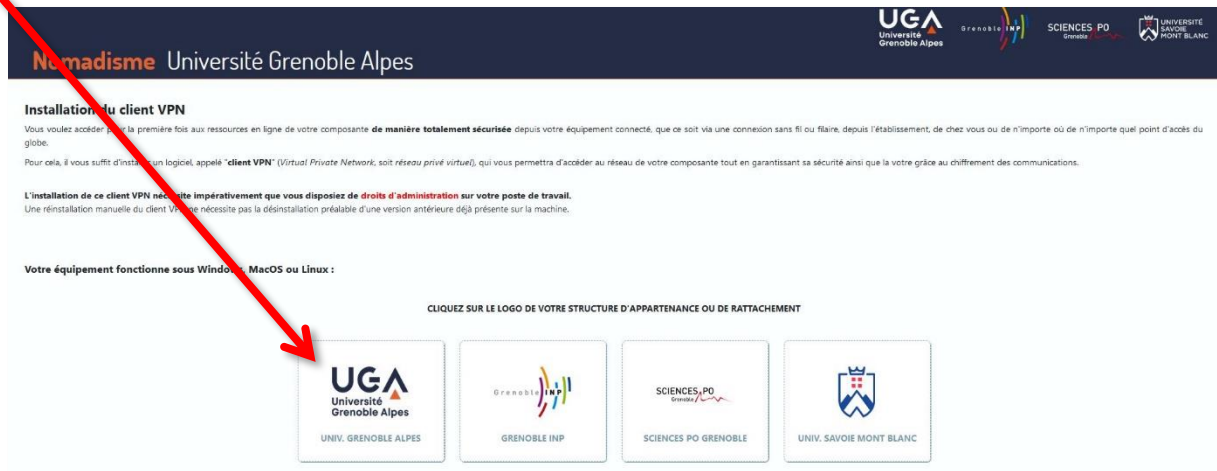 UGA
Université
Grenoble Alpes
Grenoble INP
SCIENCES PO
Grenoble
UNIVERSITÉ
SAVOIE
MONT BLANC
Nomadisme Université Grenoble Alpes
Installation du client VPN
Vous voulez accéder pour la première fois aux ressources en ligne de votre composante de manière totalement sécurisée depuis votre équipement connecté, que ce soit via une connexion sans fil ou filaire, depuis l'établissement, de chez vous ou de n'importe où de n'importe quel point d'accès du
globe.
Pour cela, il vous suffit d'installer un logiciel, appelé "client VPN" (Virtual Private Network, soit réseau privé virtuel), qui vous permettra d'accéder au réseau de votre composante tout en garantissant sa sécurité ainsi que la votre grâce au chiffrement des communications.
L'installation de ce client VPN nécessite impérativement que vous disposiez de droits d'administration sur votre poste de travail.
Une réinstallation manuelle du client VPN ne nécessite pas la désinstallation préalable d'une version antérieure déjà présente sur la machine.
Votre équipement fonctionne sous Windows, MacOS ou Linux :
CLIQUEZ SUR LE LOGO DE VOTRE STRUCTURE D'APPARTENANCE OU DE RATTACHEMENT
UGA
Université
Grenoble Alpes
UNIV. GRENOBLE ALPES
Grenoble INP
GRENOBLE INP
SCIENCES PO
Grenoble
SCIENCES PO GRENOBLE
UNIV. SAVOIE MONT BLANC